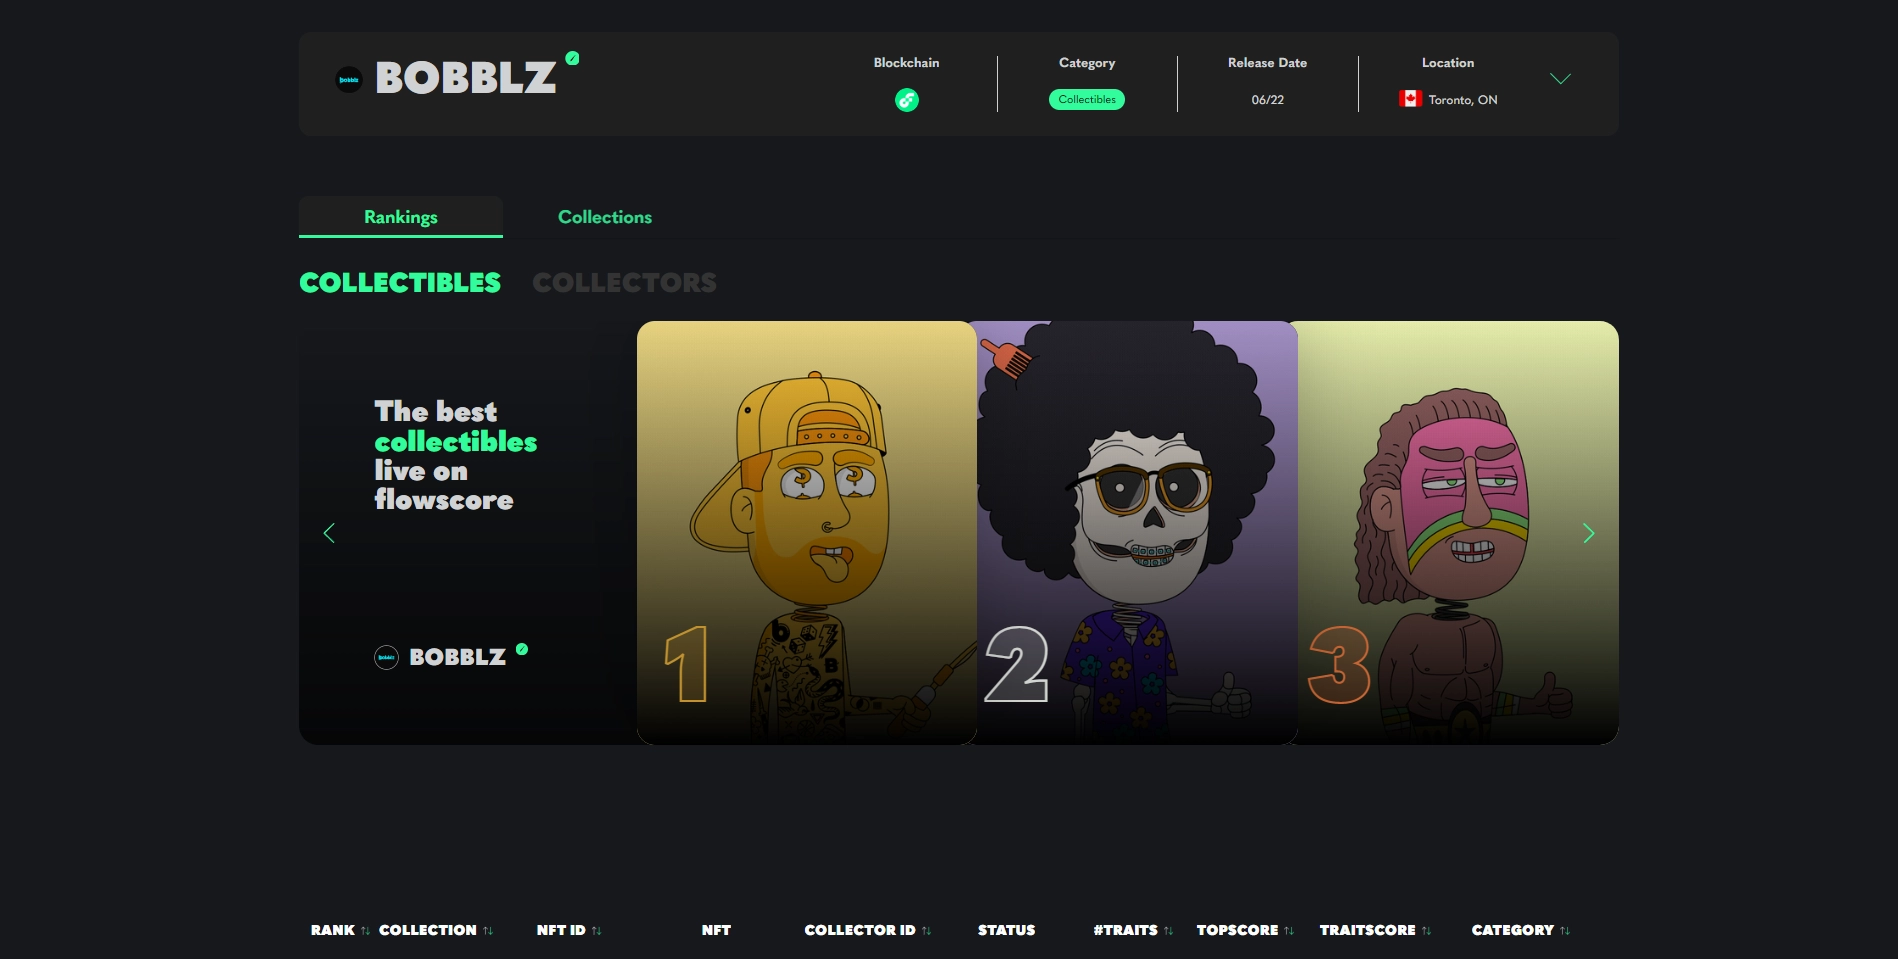 bobblz BOBBLZ
Blockchain
Category
Collectibles
Release Date
06/22
Location
Toronto, ON
Rankings
Collections
COLLECTIBLES
COLLECTORS
The best
collectibles
live on
flowscore
bobblz BOBBLZ
1
2
3
RANK COLLECTION NFT ID NFT COLLECTOR ID STATUS #TRAITS TOPSCORE TRAITSCORE CATEGORY